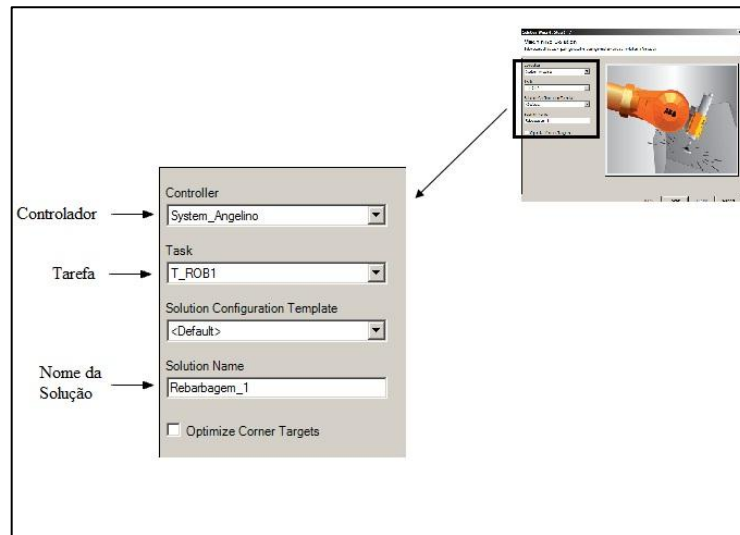 Controller
Controlador
System_Angelino
Task
Tarefa
T_ROB1
Solution Configuration Template
<Default>
Nome da
Solução
Solution Name
Rebarbagem_1
Optimize Corner Targets
ABB